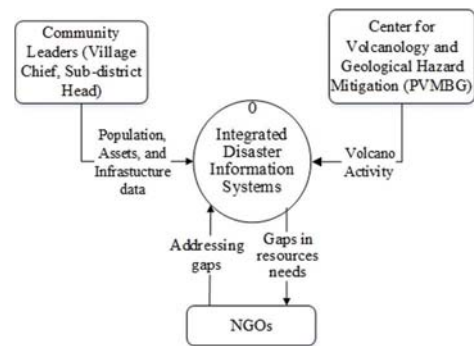 Community
Leaders (Village
Chief, Sub-district
Head)
Center for
Volcanology and
Geological Hazard
Mitigation (PVMBG)
0
Integrated
Disaster
Information
Systems
Population,
Assets, and
Infrastucture
data
Volcano
Activity
Addressing
gaps
Gaps in
resources
needs
NGOs